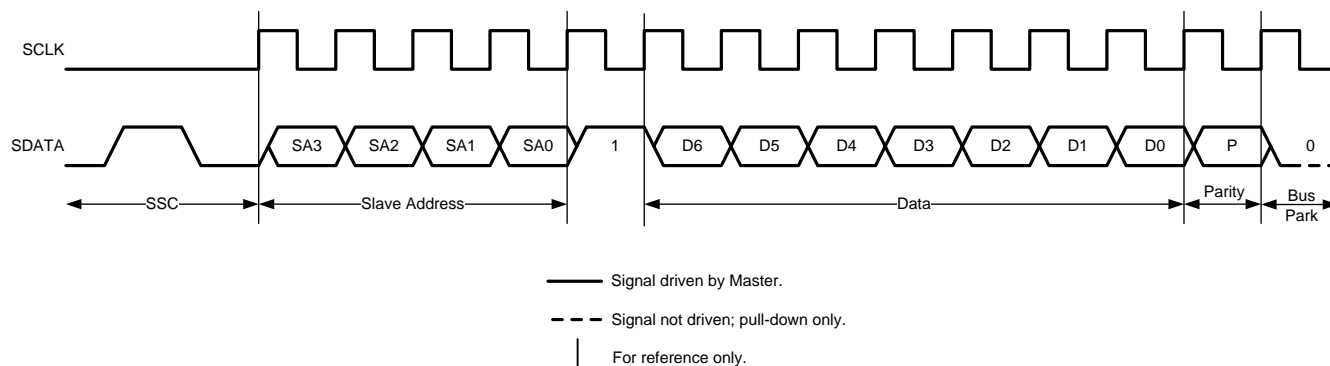 SCLK
SDATA
SA3 SA2 SA1 SA0 1 D6 D5 D4 D3 D2 D1 D0 P 0
SSC Slave Address Data Parity Bus Park
Signal driven by Master.
Signal not driven; pull-down only.
For reference only.